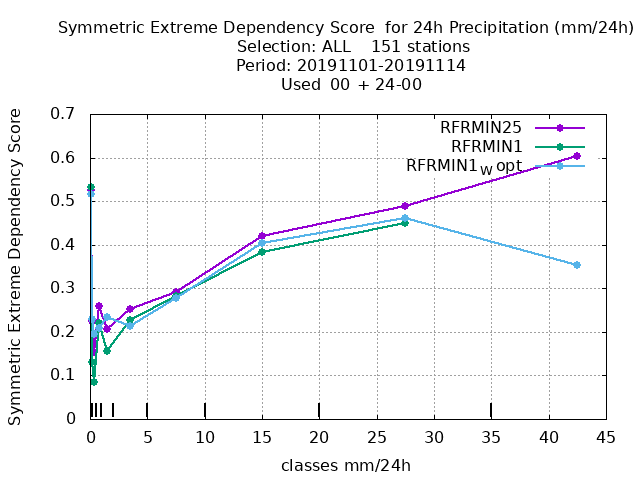 Symmetric Extreme Dependency Score  for 24h Precipitation (mm/24h)
Selection: ALL    151 stations
Period: 20191101-20191114
Used  00 + 24-00
Symmetric Extreme Dependency Score
0.7
0.6
0.5
0.4
0.3
0.2
0.1
0
RFRMIN25
RFRMIN1
RFRMIN1W opt
0 5 10 15 20 25 30 35 40 45
classes mm/24h